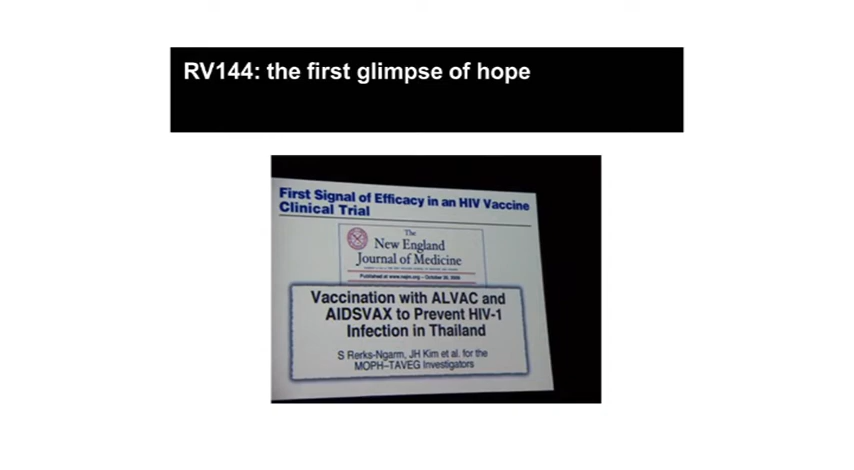 RV144: the first glimpse of hope
First Signal of Efficacy in an HIV Vaccine
Clinical Trial
The
New England
Journal of Medicine
Published at www.nejm.org – October 20, 2009
Vaccination with ALVAC and
AIDSVAX to Prevent HIV-1
Infection in Thailand
S Rerks-Ngarm, JH Kim et al. for the
MOPH–TAVEG Investigators